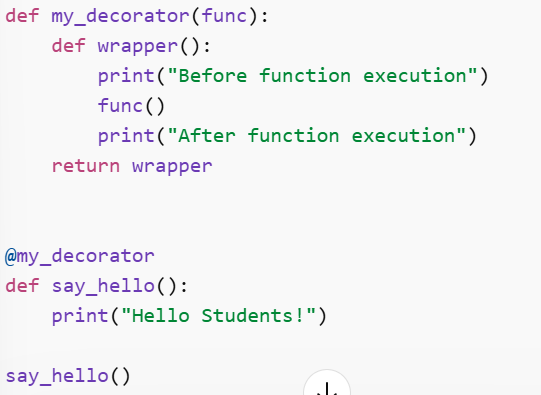 def my_decorator(func):
    def wrapper():
        print("Before function execution")
        func()
        print("After function execution")
    return wrapper
@my_decorator
def say_hello():
    print("Hello Students!")
say_hello()